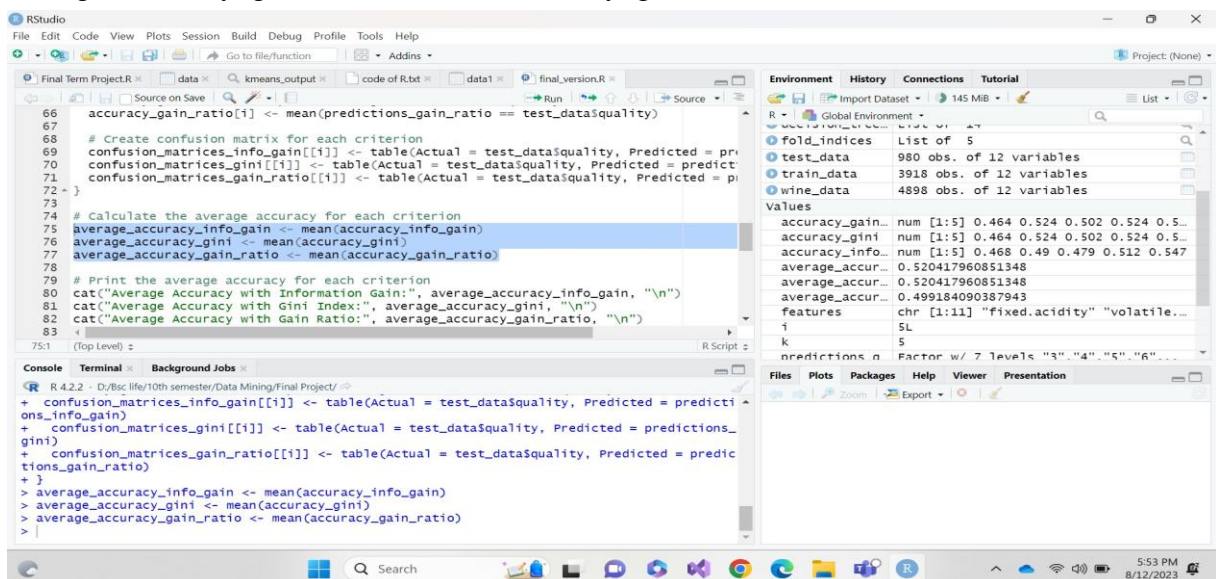 RStudio
File Edit Code View Plots Session Build Debug Profile Tools Help
Go to file/function Addins Project: (None)
Final Term Project.R data kmeans_output code of R.txt data1 final_version.R
Source on Save Run Source
66 accuracy_gain_ratio[i] <- mean(predictions_gain_ratio == test_data$quality)
67
68 # Create confusion matrix for each criterion
69 confusion_matrices_info_gain[[i]] <- table(Actual = test_data$quality, Predicted = pre
70 confusion_matrices_gini[[i]] <- table(Actual = test_data$quality, Predicted = predict
71 confusion_matrices_gain_ratio[[i]] <- table(Actual = test_data$quality, Predicted = p
72 }
73
74 # Calculate the average accuracy for each criterion
75 average_accuracy_info_gain <- mean(accuracy_info_gain)
76 average_accuracy_gini <- mean(accuracy_gini)
77 average_accuracy_gain_ratio <- mean(accuracy_gain_ratio)
78
79 # Print the average accuracy for each criterion
80 cat("Average Accuracy with Information Gain:", average_accuracy_info_gain, "\n")
81 cat("Average Accuracy with Gini Index:", average_accuracy_gini, "\n")
82 cat("Average Accuracy with Gain Ratio:", average_accuracy_gain_ratio, "\n")
83
75:1 (Top Level) R Script
Console Terminal Background Jobs
R 4.2.2 · D:/Bsc life/10th semester/Data Mining/Final Project/
+ confusion_matrices_info_gain[[i]] <- table(Actual = test_data$quality, Predicted = predicti
ons_info_gain)
+ confusion_matrices_gini[[i]] <- table(Actual = test_data$quality, Predicted = predictions_
gini)
+ confusion_matrices_gain_ratio[[i]] <- table(Actual = test_data$quality, Predicted = predic
tions_gain_ratio)
+ }
> average_accuracy_info_gain <- mean(accuracy_info_gain)
> average_accuracy_gini <- mean(accuracy_gini)
> average_accuracy_gain_ratio <- mean(accuracy_gain_ratio)
>
Environment History Connections Tutorial
Import Dataset 145 MiB List
R Global Environment
fold_indices List of 5
test_data 980 obs. of 12 variables
train_data 3918 obs. of 12 variables
wine_data 4898 obs. of 12 variables
Values
accuracy_gain… num [1:5] 0.464 0.524 0.502 0.524 0.5…
accuracy_gini num [1:5] 0.464 0.524 0.502 0.524 0.5…
accuracy_info… num [1:5] 0.468 0.49 0.479 0.512 0.547
average_accur… 0.520417960851348
average_accur… 0.520417960851348
average_accur… 0.499184090387943
features chr [1:11] "fixed.acidity" "volatile.…
i 5L
k 5
predictions_g… Factor w/ 7 levels "3","4","5","6"…
Files Plots Packages Help Viewer Presentation
Zoom Export
Search
5:53 PM
8/12/2023